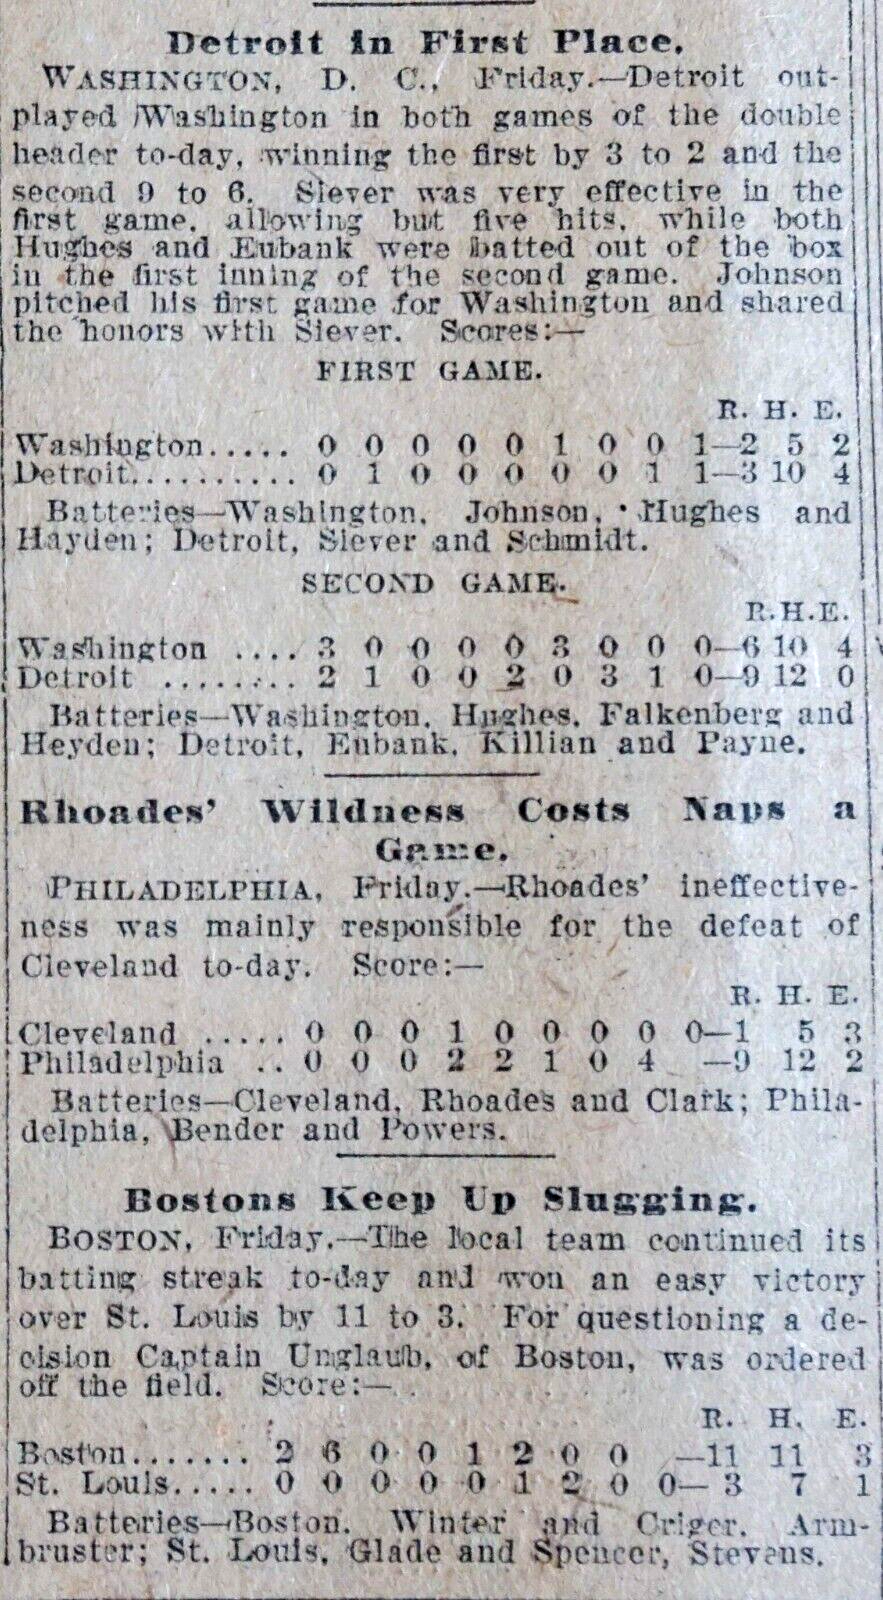 Detroit in First Place.
WASHINGTON, D. C., Friday.—Detroit out-
played Washington in both games of the double
header to-day, winning the first by 3 to 2 and the
second 9 to 6. Siever was very effective in the
first game, allowing but five hits, while both
Hughes and Eubank were batted out of the box
in the first inning of the second game. Johnson
pitched his first game for Washington and shared
the honors with Siever. Scores:—
FIRST GAME.
R. H. E.
Washington..... 0 0 0 0 0 1 0 0 1—2 5 2
Detroit.......... 0 1 0 0 0 0 0 1 1—3 10 4
Batteries—Washington, Johnson, Hughes and
Hayden; Detroit, Siever and Schmidt.
SECOND GAME.
R.H.E.
Washington .... 3 0 0 0 0 3 0 0 0—6 10 4
Detroit ........ 2 1 0 0 2 0 3 1 0—9 12 0
Batteries—Washington, Hughes, Falkenberg and
Heyden; Detroit, Eubank, Killian and Payne.
Rhoades' Wildness Costs Naps a
Game.
PHILADELPHIA, Friday.—Rhoades' ineffective-
ness was mainly responsible for the defeat of
Cleveland to-day. Score:—
R. H. E.
Cleveland ..... 0 0 0 1 0 0 0 0 0—1 5 3
Philadelphia .. 0 0 0 2 2 1 0 4 —9 12 2
Batteries—Cleveland, Rhoades and Clark; Phila-
delphia, Bender and Powers.
Bostons Keep Up Slugging.
BOSTON, Friday.—The local team continued its
batting streak to-day and won an easy victory
over St. Louis by 11 to 3. For questioning a de-
cision Captain Unglaub, of Boston, was ordered
off the field. Score:—
R. H. E.
Boston....... 2 6 0 0 1 2 0 0 —11 11 3
St. Louis..... 0 0 0 0 0 1 2 0 0— 3 7 1
Batteries—Boston, Winter and Criger, Arm-
bruster; St. Louis, Glade and Spencer, Stevens.